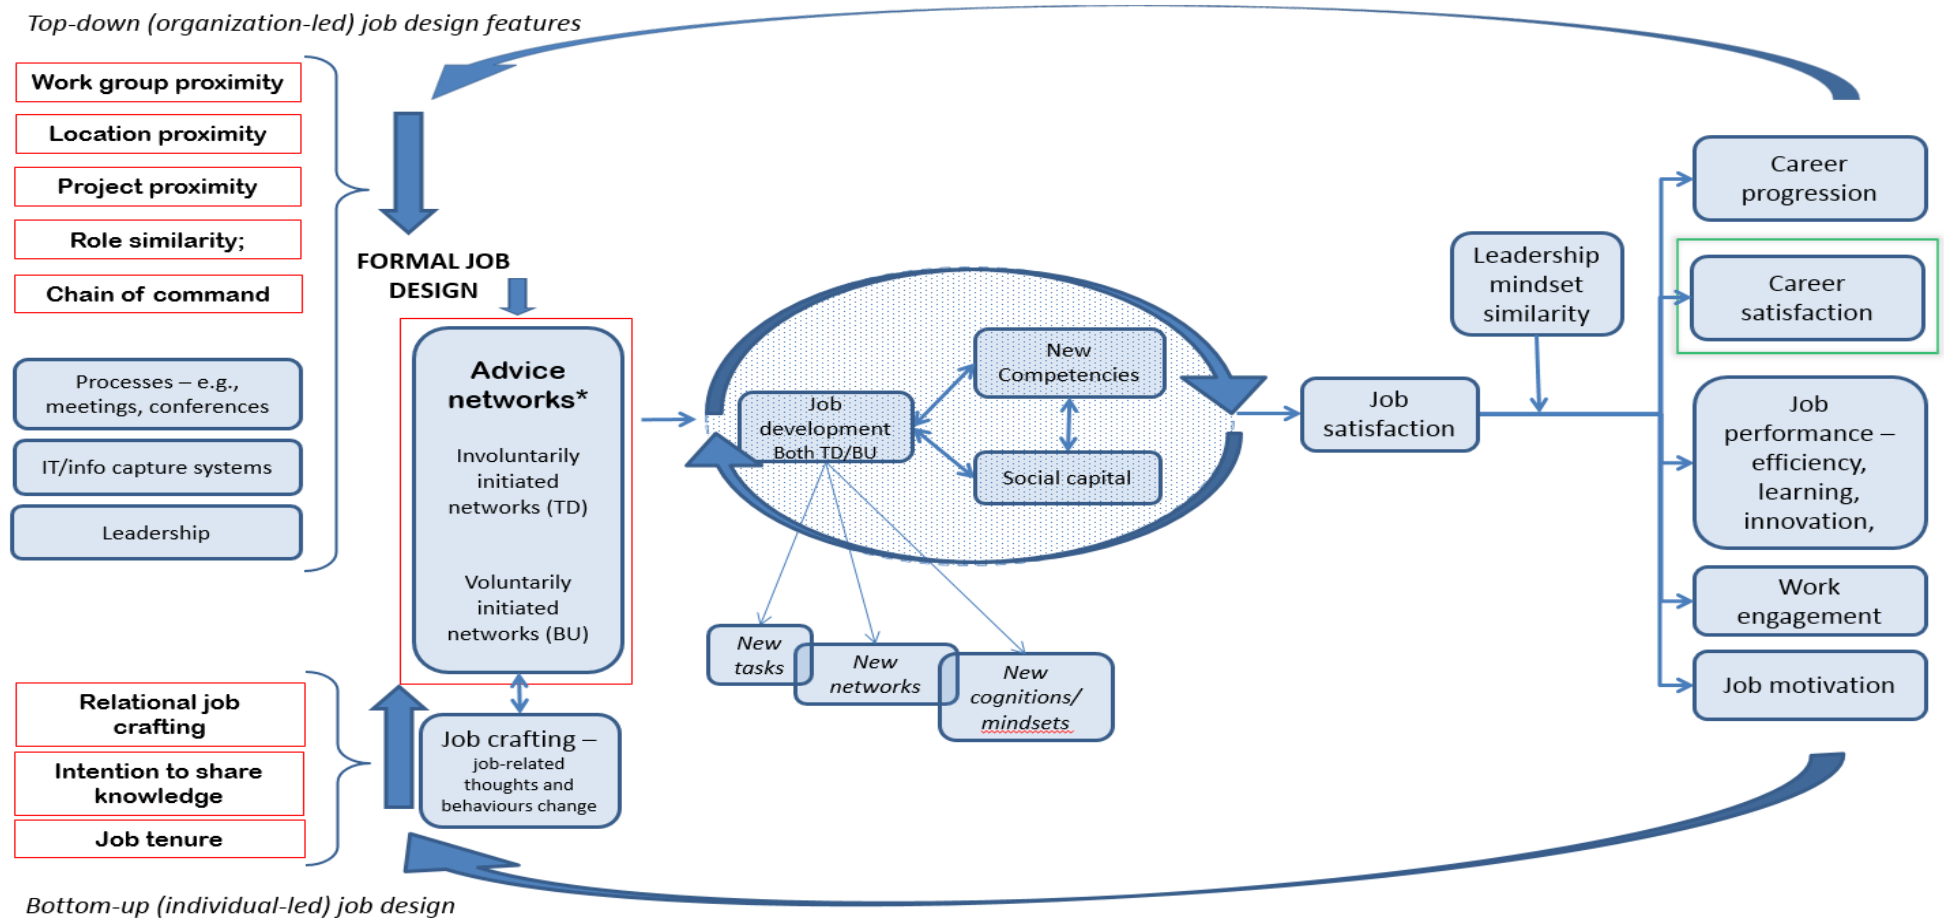 Top-down (organization-led) job design features
Work group proximity
Location proximity
Project proximity
Role similarity;
Chain of command
Processes – e.g.,
meetings, conferences
IT/info capture systems
Leadership
FORMAL JOB
DESIGN
Advice
networks*
Involuntarily
initiated
networks (TD)
Voluntarily
initiated
networks (BU)
Relational job
crafting
Intention to share
knowledge
Job tenure
Job crafting –
job-related
thoughts and
behaviours change
Bottom-up (individual-led) job design
Job
development
Both TD/BU
New
Competencies
Social capital
New
tasks
New
networks
New
cognitions/
mindsets
Job
satisfaction
Leadership
mindset
similarity
Career
progression
Career
satisfaction
Job
performance –
efficiency,
learning,
innovation,
Work
engagement
Job motivation